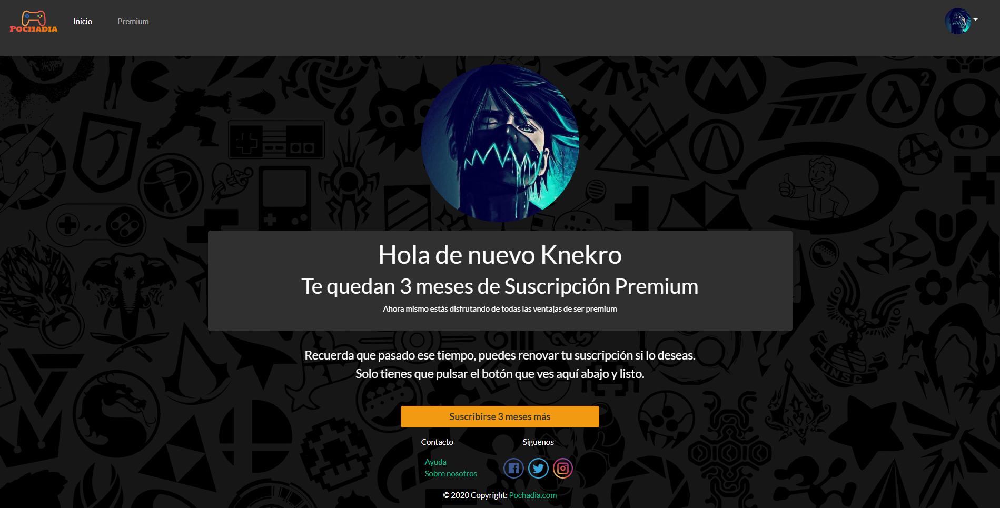 POCHADIA
Inicio
Premium
Hola de nuevo Knekro
Te quedan 3 meses de Suscripción Premium
Ahora mismo estás disfrutando de todas las ventajas de ser premium
Recuerda que pasado ese tiempo, puedes renovar tu suscripción si lo deseas.
Solo tienes que pulsar el botón que ves aquí abajo y listo.
Suscribirse 3 meses más
Contacto
Siguenos
Ayuda
Sobre nosotros
© 2020 Copyright: Pochadia.com
2
UNSC